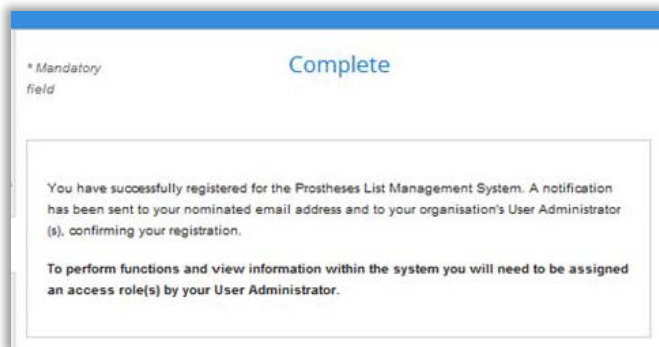 * Mandatory
field
Complete
You have successfully registered for the Prostheses List Management System. A notification
has been sent to your nominated email address and to your organisation's User Administrator
(s), confirming your registration.
To perform functions and view information within the system you will need to be assigned
an access role(s) by your User Administrator.